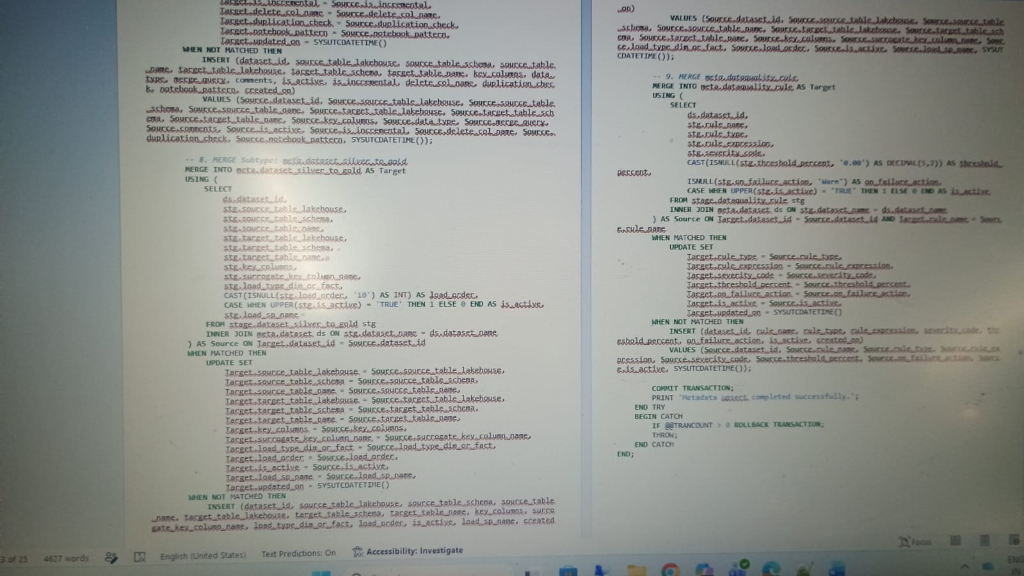 Target.is_incremental = Source.is_incremental,
Target.delete_col_name = Source.delete_col_name,
Target.duplication_check = Source.duplication_check,
Target.notebook_pattern = Source.notebook_pattern,
Target.updated_on = SYSUTCDATETIME()
WHEN NOT MATCHED THEN
INSERT (dataset_id, source_table_lakehouse, source_table_schema, source_table
_name, target_table_lakehouse, target_table_schema, target_table_name, key_columns, data_
type, merge_query, comments, is_active, is_incremental, delete_col_name, duplication_chec
k, notebook_pattern, created_on)
VALUES (Source.dataset_id, Source.source_table_lakehouse, Source.source_table
_schema, Source.source_table_name, Source.target_table_lakehouse, Source.target_table_sch
ema, Source.target_table_name, Source.key_columns, Source.data_type, Source.merge_query,
Source.comments, Source.is_active, Source.is_incremental, Source.delete_col_name, Source.
duplication_check, Source.notebook_pattern, SYSUTCDATETIME());
-- 8. MERGE Subtype: meta.dataset_silver_to_gold
MERGE INTO meta.dataset_silver_to_gold AS Target
USING (
SELECT
ds.dataset_id,
stg.source_table_lakehouse,
stg.source_table_schema,
stg.source_table_name,
stg.target_table_lakehouse,
stg.target_table_schema,
stg.target_table_name,
stg.key_columns,
stg.surrogate_key_column_name,
stg.load_type_dim_or_fact,
CAST(ISNULL(stg.load_order, '10') AS INT) AS load_order,
CASE WHEN UPPER(stg.is_active) = 'TRUE' THEN 1 ELSE 0 END AS is_active,
stg.load_sp_name
FROM stage.dataset_silver_to_gold stg
INNER JOIN meta.dataset ds ON stg.dataset_name = ds.dataset_name
) AS Source ON Target.dataset_id = Source.dataset_id
WHEN MATCHED THEN
UPDATE SET
Target.source_table_lakehouse = Source.source_table_lakehouse,
Target.source_table_schema = Source.source_table_schema,
Target.source_table_name = Source.source_table_name,
Target.target_table_lakehouse = Source.target_table_lakehouse,
Target.target_table_schema = Source.target_table_schema,
Target.target_table_name = Source.target_table_name,
Target.key_columns = Source.key_columns,
Target.surrogate_key_column_name = Source.surrogate_key_column_name,
Target.load_type_dim_or_fact = Source.load_type_dim_or_fact,
Target.load_order = Source.load_order,
Target.is_active = Source.is_active,
Target.load_sp_name = Source.load_sp_name,
Target.updated_on = SYSUTCDATETIME()
WHEN NOT MATCHED THEN
INSERT (dataset_id, source_table_lakehouse, source_table_schema, source_table
_name, target_table_lakehouse, target_table_schema, target_table_name, key_columns, surro
gate_key_column_name, load_type_dim_or_fact, load_order, is_active, load_sp_name, created
_on)
VALUES (Source.dataset_id, Source.source_table_lakehouse, Source.source_table
_schema, Source.source_table_name, Source.target_table_lakehouse, Source.target_table_sch
ema, Source.target_table_name, Source.key_columns, Source.surrogate_key_column_name, Sour
ce.load_type_dim_or_fact, Source.load_order, Source.is_active, Source.load_sp_name, SYSUT
CDATETIME());
-- 9. MERGE meta.dataquality_rule
MERGE INTO meta.dataquality_rule AS Target
USING (
SELECT
ds.dataset_id,
stg.rule_name,
stg.rule_type,
stg.rule_expression,
stg.severity_code,
CAST(ISNULL(stg.threshold_percent, '0.00') AS DECIMAL(5,2)) AS threshold_
percent,
ISNULL(stg.on_failure_action, 'Warn') AS on_failure_action,
CASE WHEN UPPER(stg.is_active) = 'TRUE' THEN 1 ELSE 0 END AS is_active
FROM stage.dataquality_rule stg
INNER JOIN meta.dataset ds ON stg.dataset_name = ds.dataset_name
) AS Source ON Target.dataset_id = Source.dataset_id AND Target.rule_name = Sourc
e.rule_name
WHEN MATCHED THEN
UPDATE SET
Target.rule_type = Source.rule_type,
Target.rule_expression = Source.rule_expression,
Target.severity_code = Source.severity_code,
Target.threshold_percent = Source.threshold_percent,
Target.on_failure_action = Source.on_failure_action,
Target.is_active = Source.is_active,
Target.updated_on = SYSUTCDATETIME()
WHEN NOT MATCHED THEN
INSERT (dataset_id, rule_name, rule_type, rule_expression, severity_code, thr
eshold_percent, on_failure_action, is_active, created_on)
VALUES (Source.dataset_id, Source.rule_name, Source.rule_type, Source.rule_ex
pression, Source.severity_code, Source.threshold_percent, Source.on_failure_action, Sourc
e.is_active, SYSUTCDATETIME());
COMMIT TRANSACTION;
PRINT 'Metadata upsert completed successfully.';
END TRY
BEGIN CATCH
IF @@TRANCOUNT > 0 ROLLBACK TRANSACTION;
THROW;
END CATCH
END;
3 of 25 4627 words English (United States) Text Predictions: On Accessibility: Investigate Focus
ENG